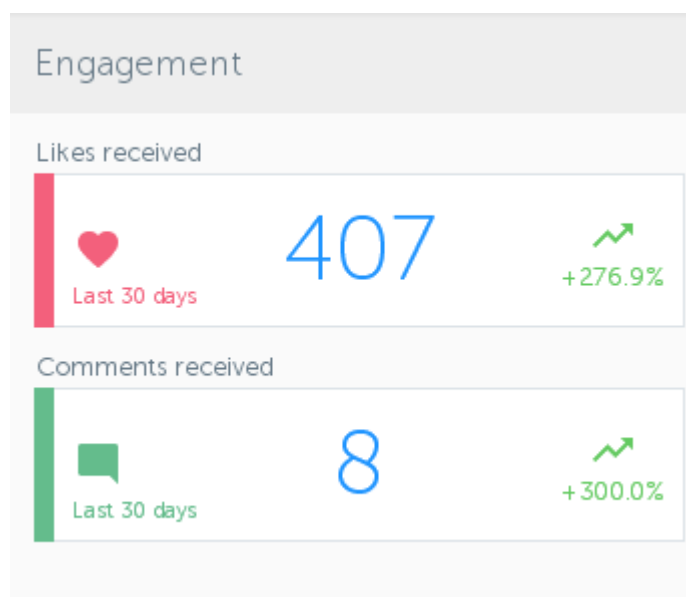 Engagement
Likes received
407
+276.9%
Last 30 days
Comments received
8
+300.0%
Last 30 days